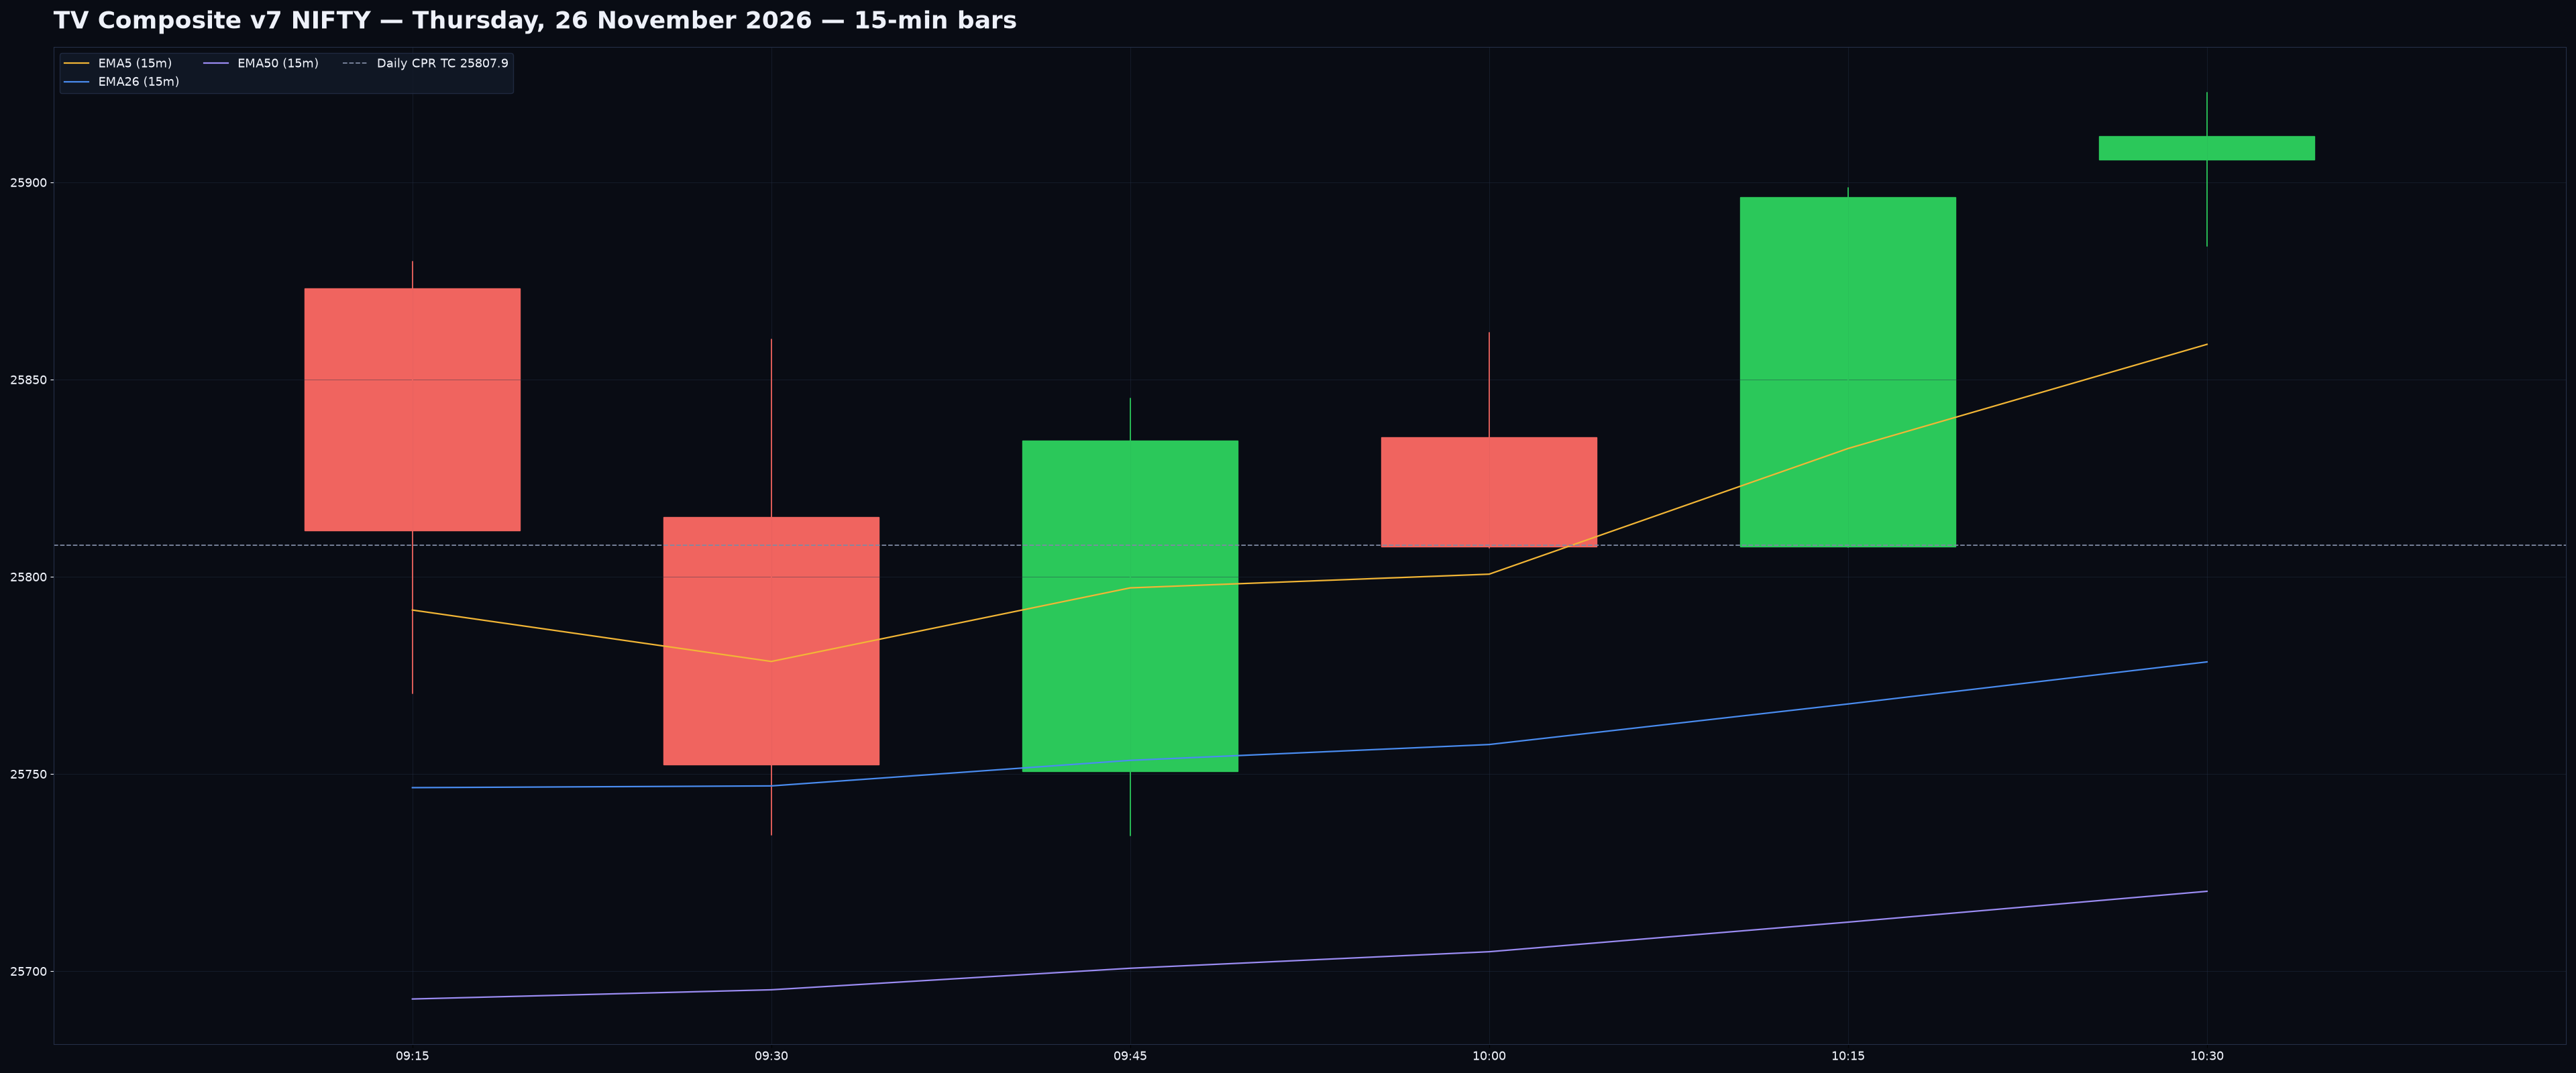 TV Composite v7 NIFTY — Thursday, 26 November 2026 — 15-min bars
EMA5 (15m) EMA50 (15m) Daily CPR TC 25807.9
EMA26 (15m)
25900
25850
25800
25750
25700
09:15 09:30 09:45 10:00 10:15 10:30